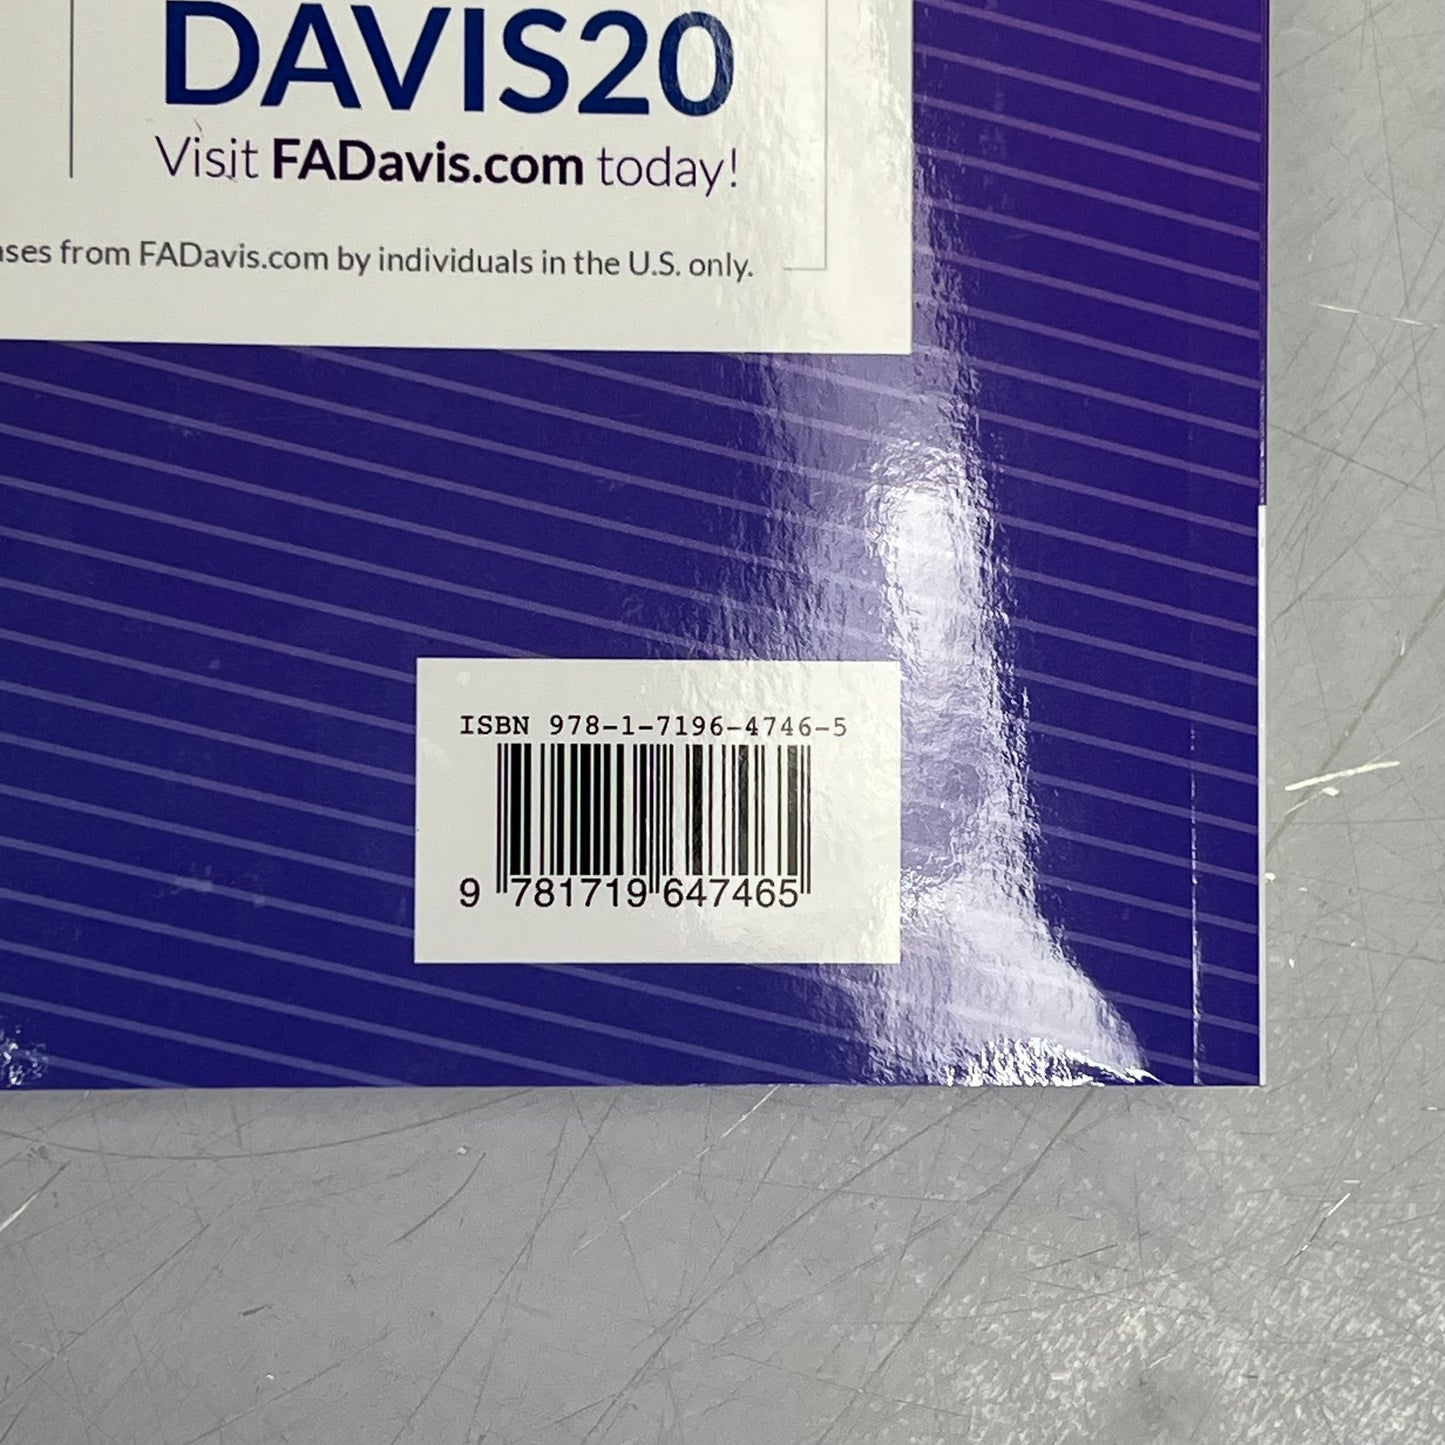 DAVIS20
Visit FADavis.com today!
from FADavis.com by individuals in the U.S. only.
ISBN 978-1-7196-4746-5
9 781719 647465